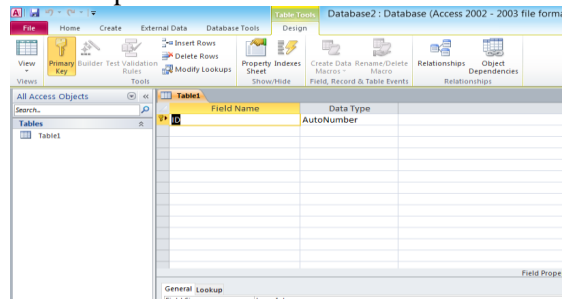 Table Tools Database2 : Database (Access 2002 - 2003 file forma
File Home Create External Data Database Tools Design
View Primary Key Builder Test Validation Rules Insert Rows Delete Rows Modify Lookups Property Sheet Indexes Create Data Macros Rename/Delete Macro Relationships Object Dependencies
Views Tools Show/Hide Field, Record & Table Events Relationships
All Access Objects Table1
Search.. Field Name Data Type
Tables ID AutoNumber
Table1
Field Prope
General Lookup